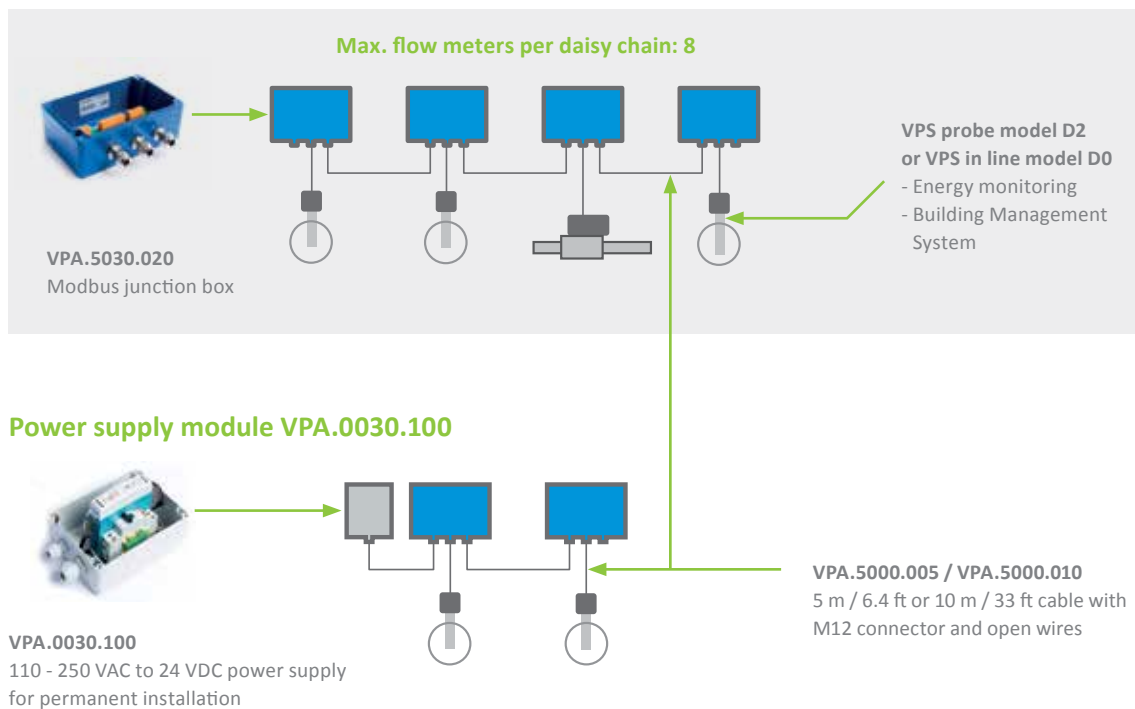 Max. flow meters per daisy chain: 8
VPS probe model D2
or VPS in line model D0
- Energy monitoring
- Building Management
System
VPA.5030.020
Modbus junction box
Power supply module VPA.0030.100
VPA.5000.005 / VPA.5000.010
5 m / 6.4 ft or 10 m / 33 ft cable with
M12 connector and open wires
VPA.0030.100
110 - 250 VAC to 24 VDC power supply
for permanent installation